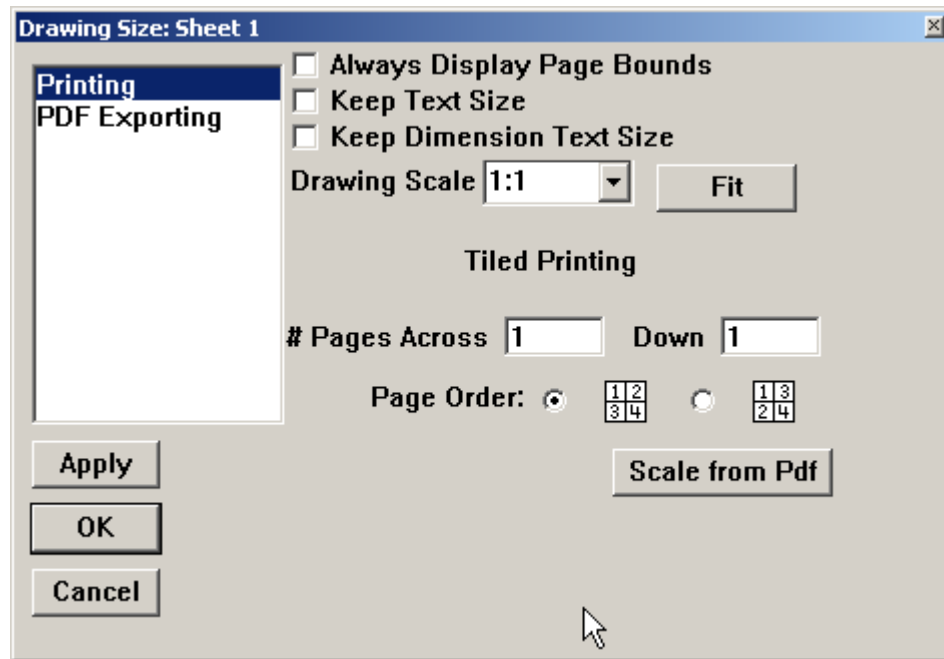 Drawing Size: Sheet 1
Printing
PDF Exporting
Always Display Page Bounds
Keep Text Size
Keep Dimension Text Size
Drawing Scale 1:1 Fit
Tiled Printing
# Pages Across 1 Down 1
Page Order: 1 2 1 3
3 4 2 4
Apply
Scale from Pdf
OK
Cancel